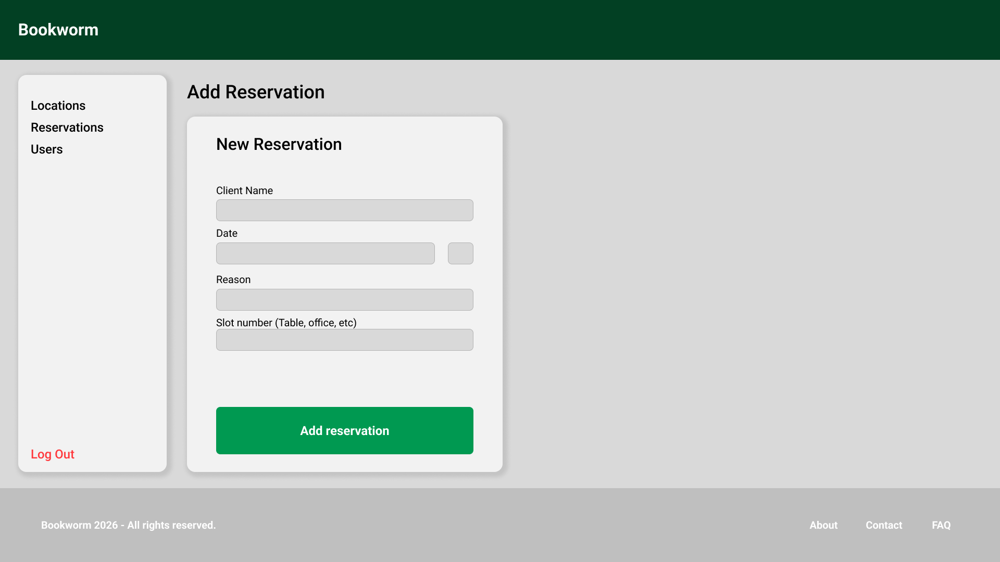 Bookworm
Locations
Reservations
Users
Log Out
Add Reservation
New Reservation
Client Name
Date
Reason
Slot number (Table, office, etc)
Add reservation
Bookworm 2026 - All rights reserved.
About
Contact
FAQ